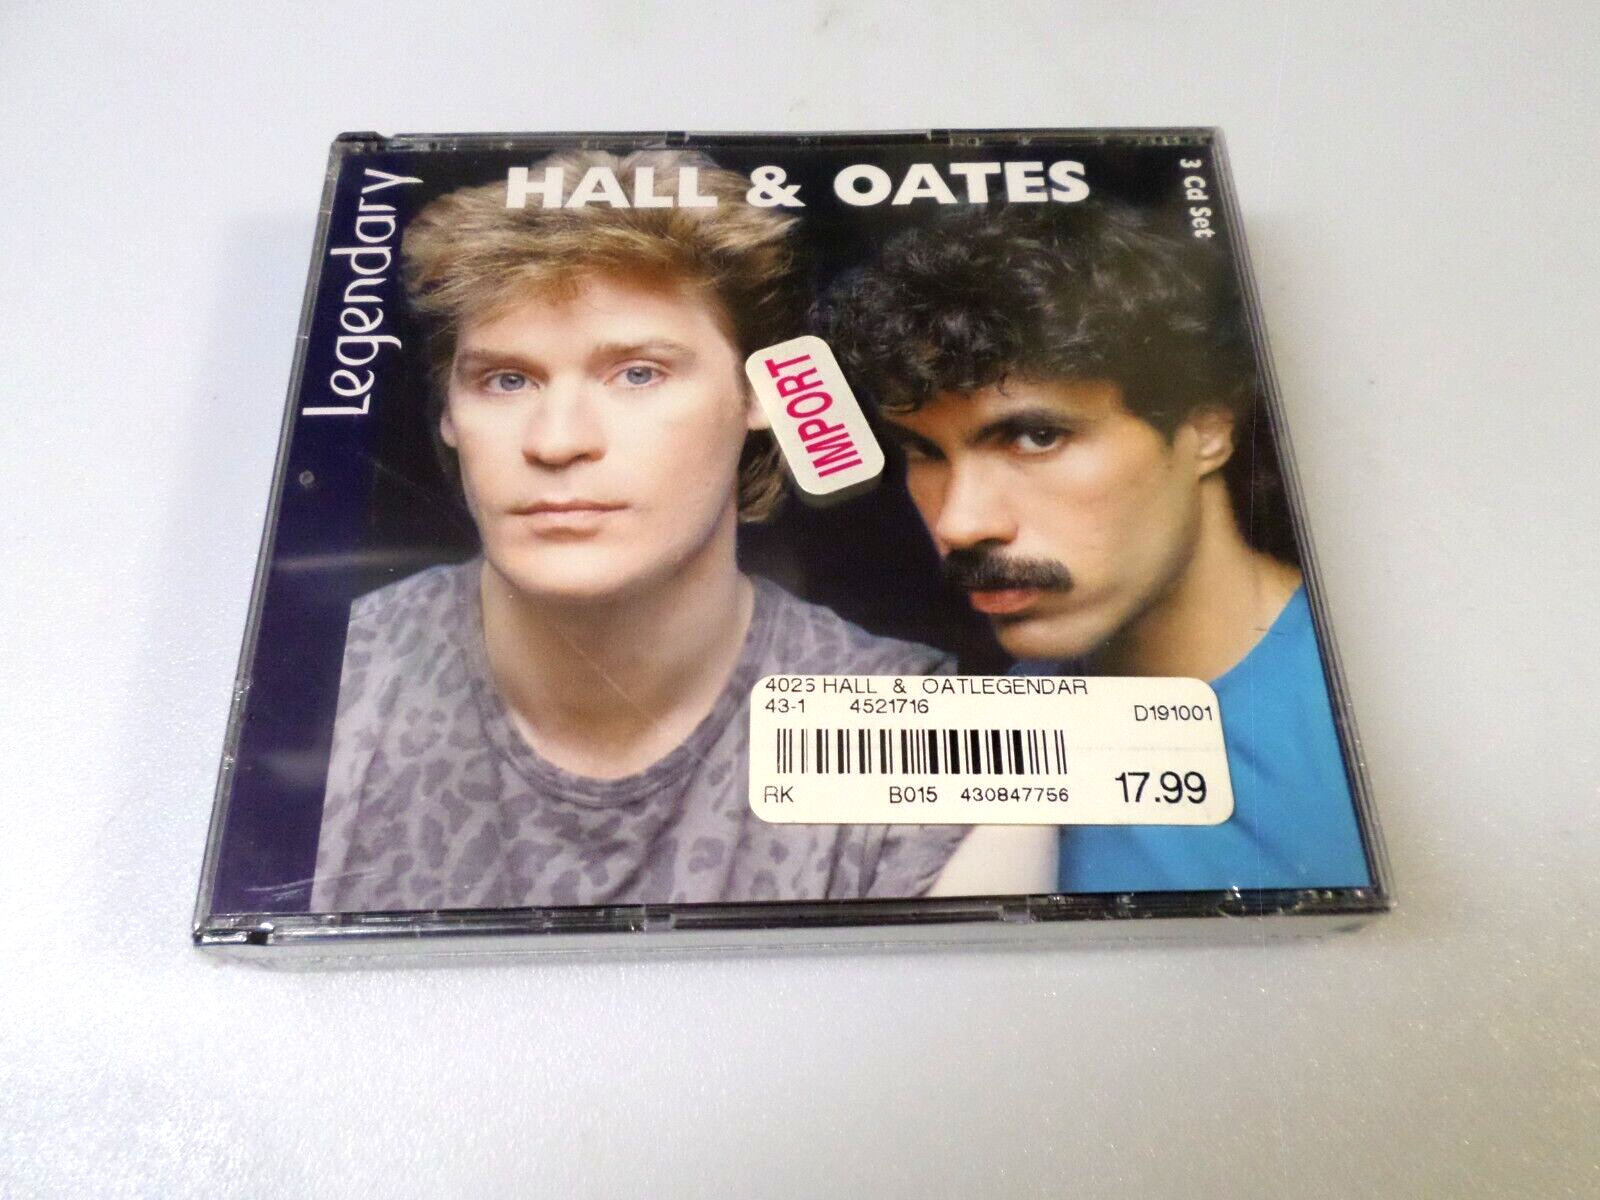 HALL & OATES
Legendary
3 Cd Set
IMPORT
4025 HALL & OATLEGENDAR
43-1 4521716
D191001
RK B015 430847756 17.99